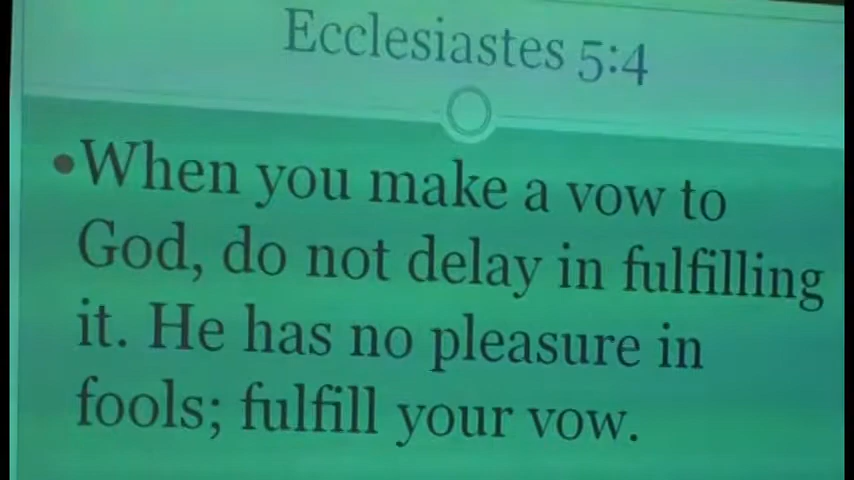 Ecclesiastes 5:4
•When you make a vow to
God, do not delay in fulfilling
it. He has no pleasure in
fools; fulfill your vow.